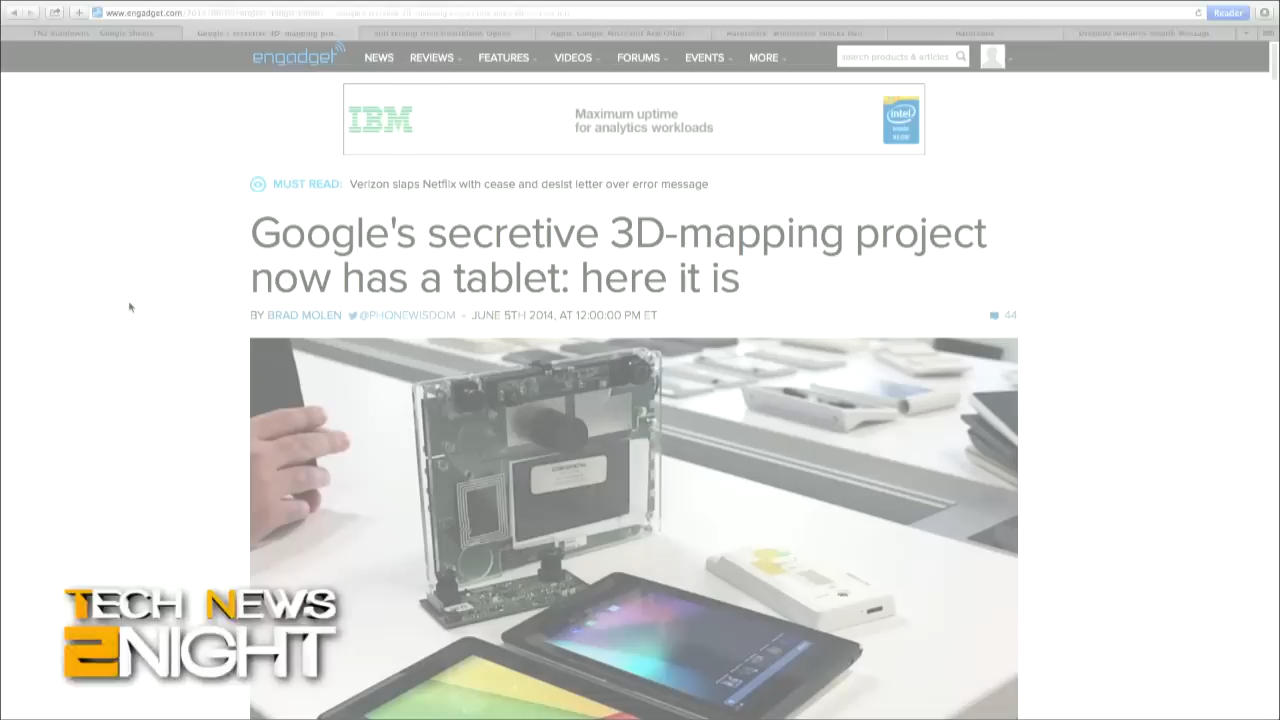 www.engadget.com
Reader
engadget
NEWS
REVIEWS
FEATURES
VIDEOS
FORUMS
EVENTS
MORE
search products & articles
IBM
Maximum uptime
for analytics workloads
intel
inside
XEON
MUST READ: Verizon slaps Netflix with cease and desist letter over error message
Google's secretive 3D-mapping project
now has a tablet: here it is
BY BRAD MOLEN @PHONEWISDOM - JUNE 5TH 2014, AT 12:00:00 PM ET
44
TECH NEWS
2NIGHT